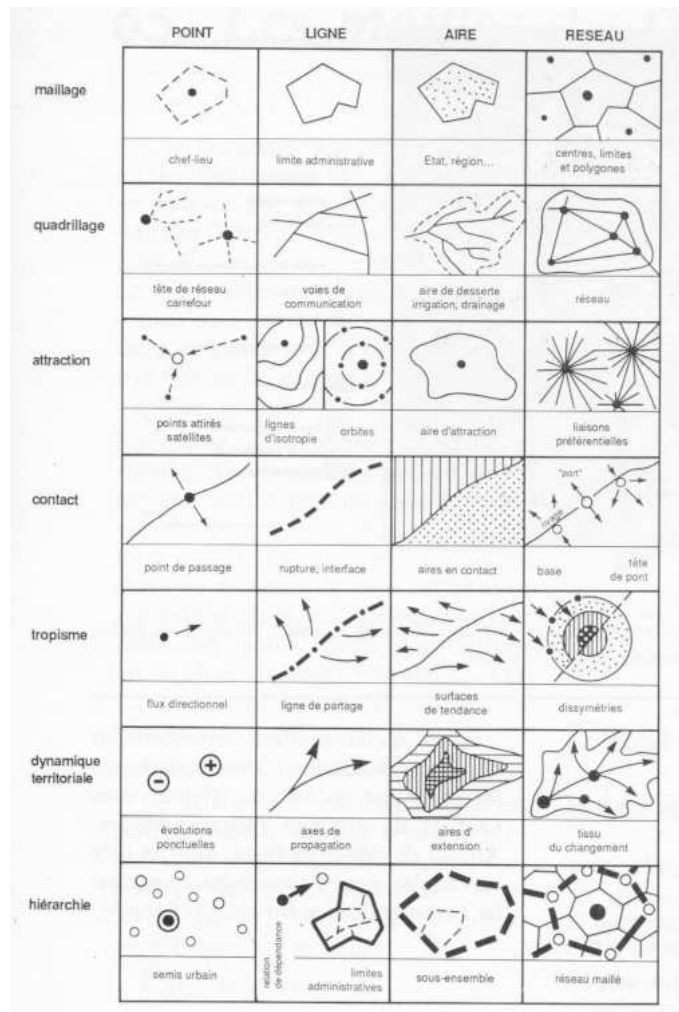 POINT LIGNE AIRE RESEAU
maillage
chef-lieu limite administrative Etat, région... centres, limites
et polygones
quadrillage
tête de réseau voies de aire de desserte réseau
carrefour communication irrigation, drainage
attraction
points attirés lignes orbites aire d'attraction liaisons
satellites d'isotropie préférentielles
contact
"port"
rivage
point de passage rupture, interface aires en contact base tête
de pont
tropisme
flux directionnel ligne de partage surfaces dissymétries
de tendance
dynamique
territoriale
évolutions axes de aires d' tissu
ponctuelles propagation extension du changement
hiérarchie
relation
de dépendance
semis urbain limites sous-ensemble réseau maillé
administratives